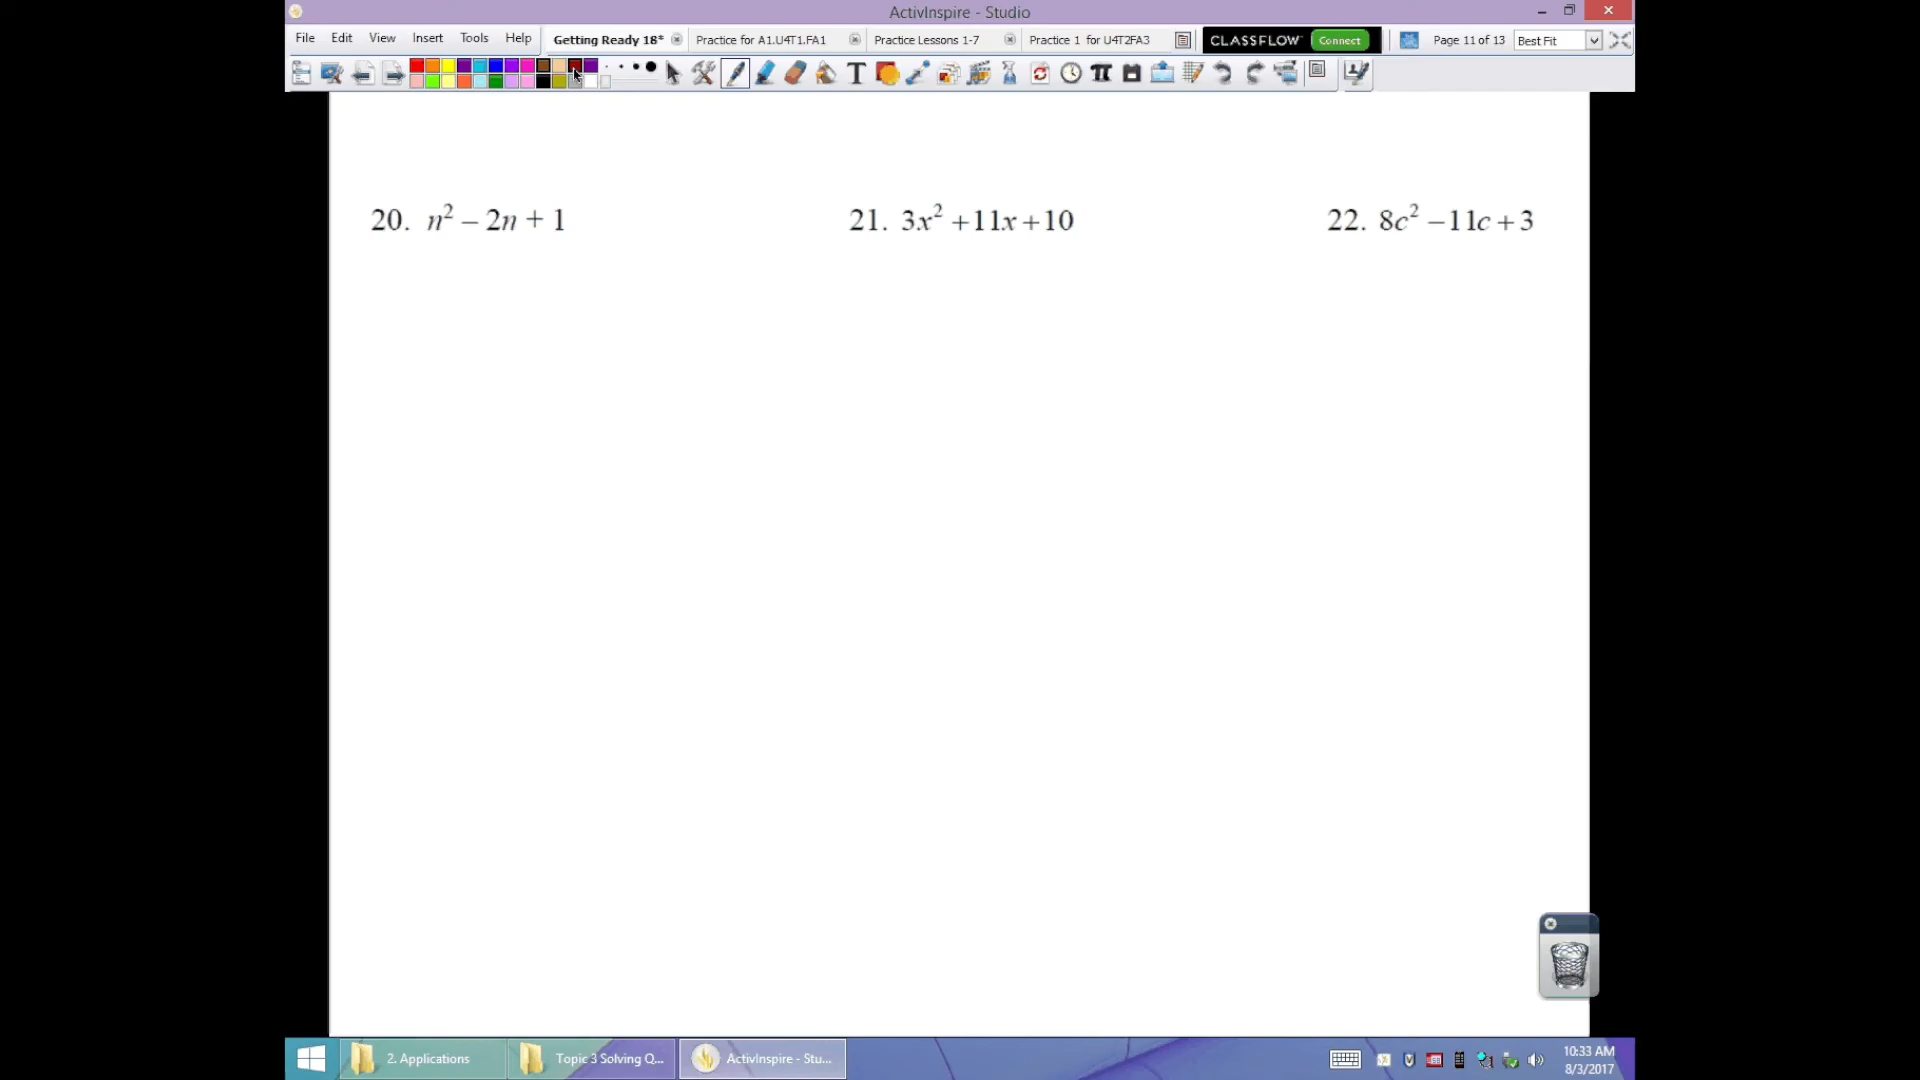 ActivInspire - Studio
File Edit View Insert Tools Help Getting Ready 18* Practice for A1.U4T1.FA1 Practice Lessons 1-7 Practice 1 for U4T2FA3 CLASSFLOW Connect Page 11 of 13 Best Fit
20. n² – 2n + 1 21. 3x² +11x+10 22. 8c² –11c+3
2. Applications Topic 3 Solving Q... ActivInspire - Stu... 10:33 AM
8/3/2017